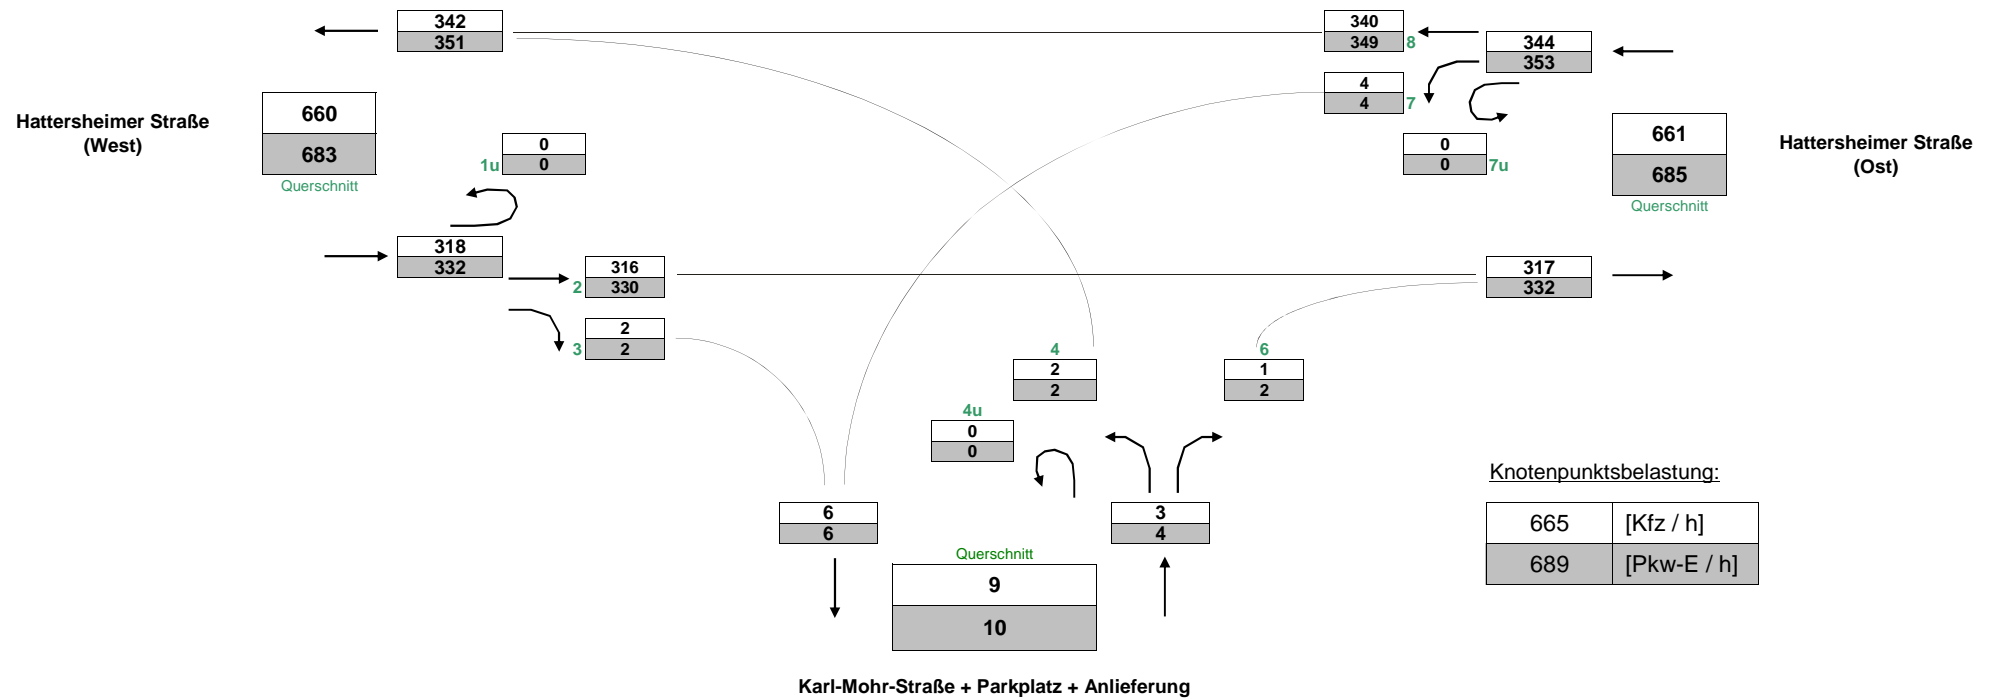 342
351
340
349 8
344
353
4
4 7
Hattersheimer Straße
(West)
660
683
Querschnitt
0
1u 0
0
0 7u
661
685
Querschnitt
Hattersheimer Straße
(Ost)
318
332
316
2 330
317
332
2
3 2
4
2
2
6
1
2
4u
0
0
6
6
3
4
Querschnitt
9
10
Knotenpunktsbelastung:
665 [Kfz / h]
689 [Pkw-E / h]
Karl-Mohr-Straße + Parkplatz + Anlieferung